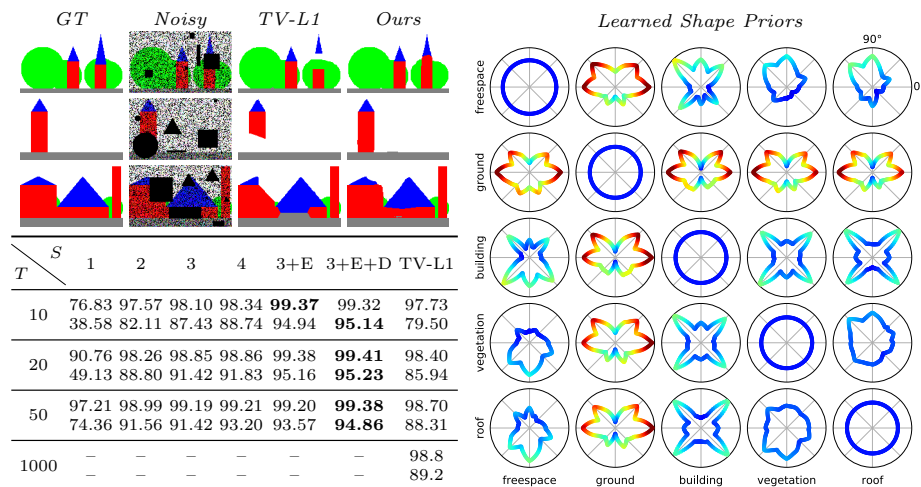 GT Noisy TV-L1 Ours
S
T 1 2 3 4 3+E 3+E+D TV-L1
10 76.83 97.57 98.10 98.34 99.37 99.32 97.73
38.58 82.11 87.43 88.74 94.94 95.14 79.50
20 90.76 98.26 98.85 98.86 99.38 99.41 98.40
49.13 88.80 91.42 91.83 95.16 95.23 85.94
50 97.21 98.99 99.19 99.21 99.20 99.38 98.70
74.36 91.56 91.42 93.20 93.57 94.86 88.31
1000 – – – – – – 98.8
– – – – – – 89.2
Learned Shape Priors
90°
0
freespace
ground
building
vegetation
roof
freespace ground building vegetation roof